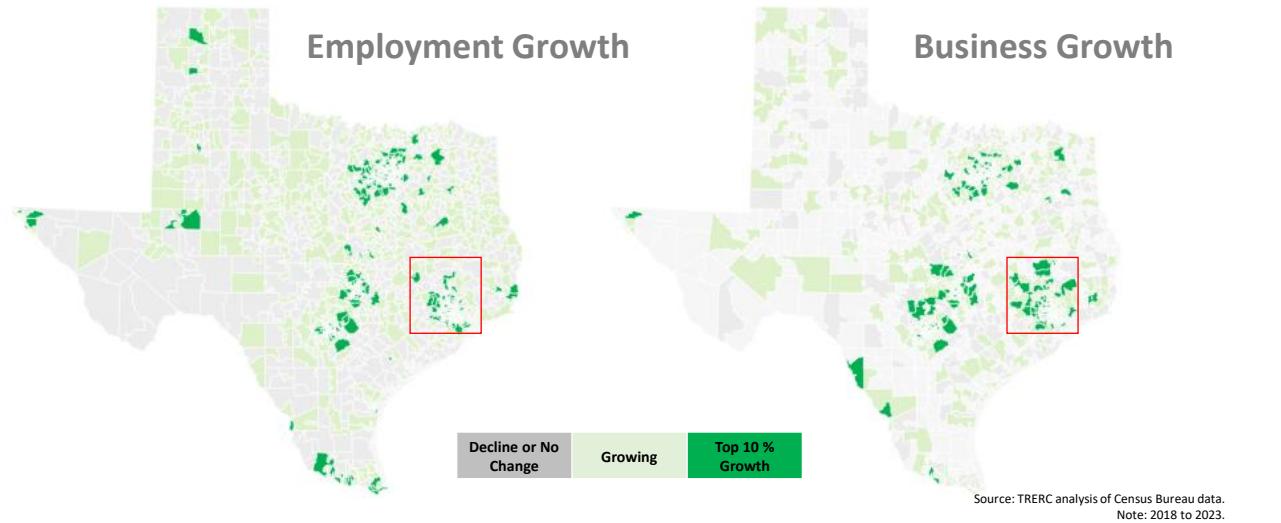 Employment Growth
Business Growth
Decline or No
Change
Growing
Top 10 %
Growth
Source: TRERC analysis of Census Bureau data.
Note: 2018 to 2023.